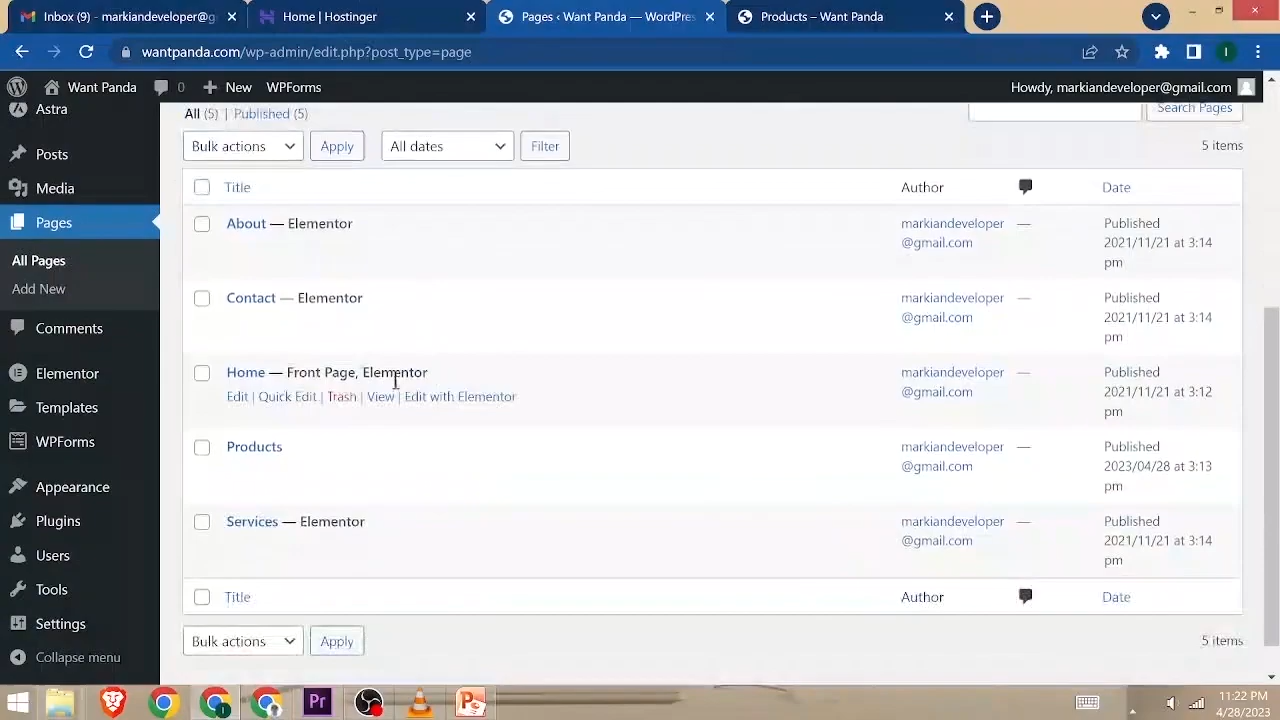 Inbox (9) - markiandeveloper@g
Home | Hostinger
Pages ‹ Want Panda — WordPres
Products – Want Panda
wantpanda.com/wp-admin/edit.php?post_type=page
Want Panda
0
New
WPForms
Howdy, markiandeveloper@gmail.com
Astra
Posts
Media
Pages
All Pages
Add New
Comments
Elementor
Templates
WPForms
Appearance
Plugins
Users
Tools
Settings
Collapse menu
All (5) | Published (5)
Search Pages
Bulk actions
Apply
All dates
Filter
5 items
Title
Author
Date
About — Elementor
markiandeveloper
@gmail.com
—
Published
2021/11/21 at 3:14
pm
Contact — Elementor
markiandeveloper
@gmail.com
—
Published
2021/11/21 at 3:14
pm
Home — Front Page, Elementor
Edit | Quick Edit | Trash | View | Edit with Elementor
markiandeveloper
@gmail.com
—
Published
2021/11/21 at 3:12
pm
Products
markiandeveloper
@gmail.com
—
Published
2023/04/28 at 3:13
pm
Services — Elementor
markiandeveloper
@gmail.com
—
Published
2021/11/21 at 3:14
pm
Title
Author
Date
Bulk actions
Apply
5 items
11:22 PM
4/28/2023